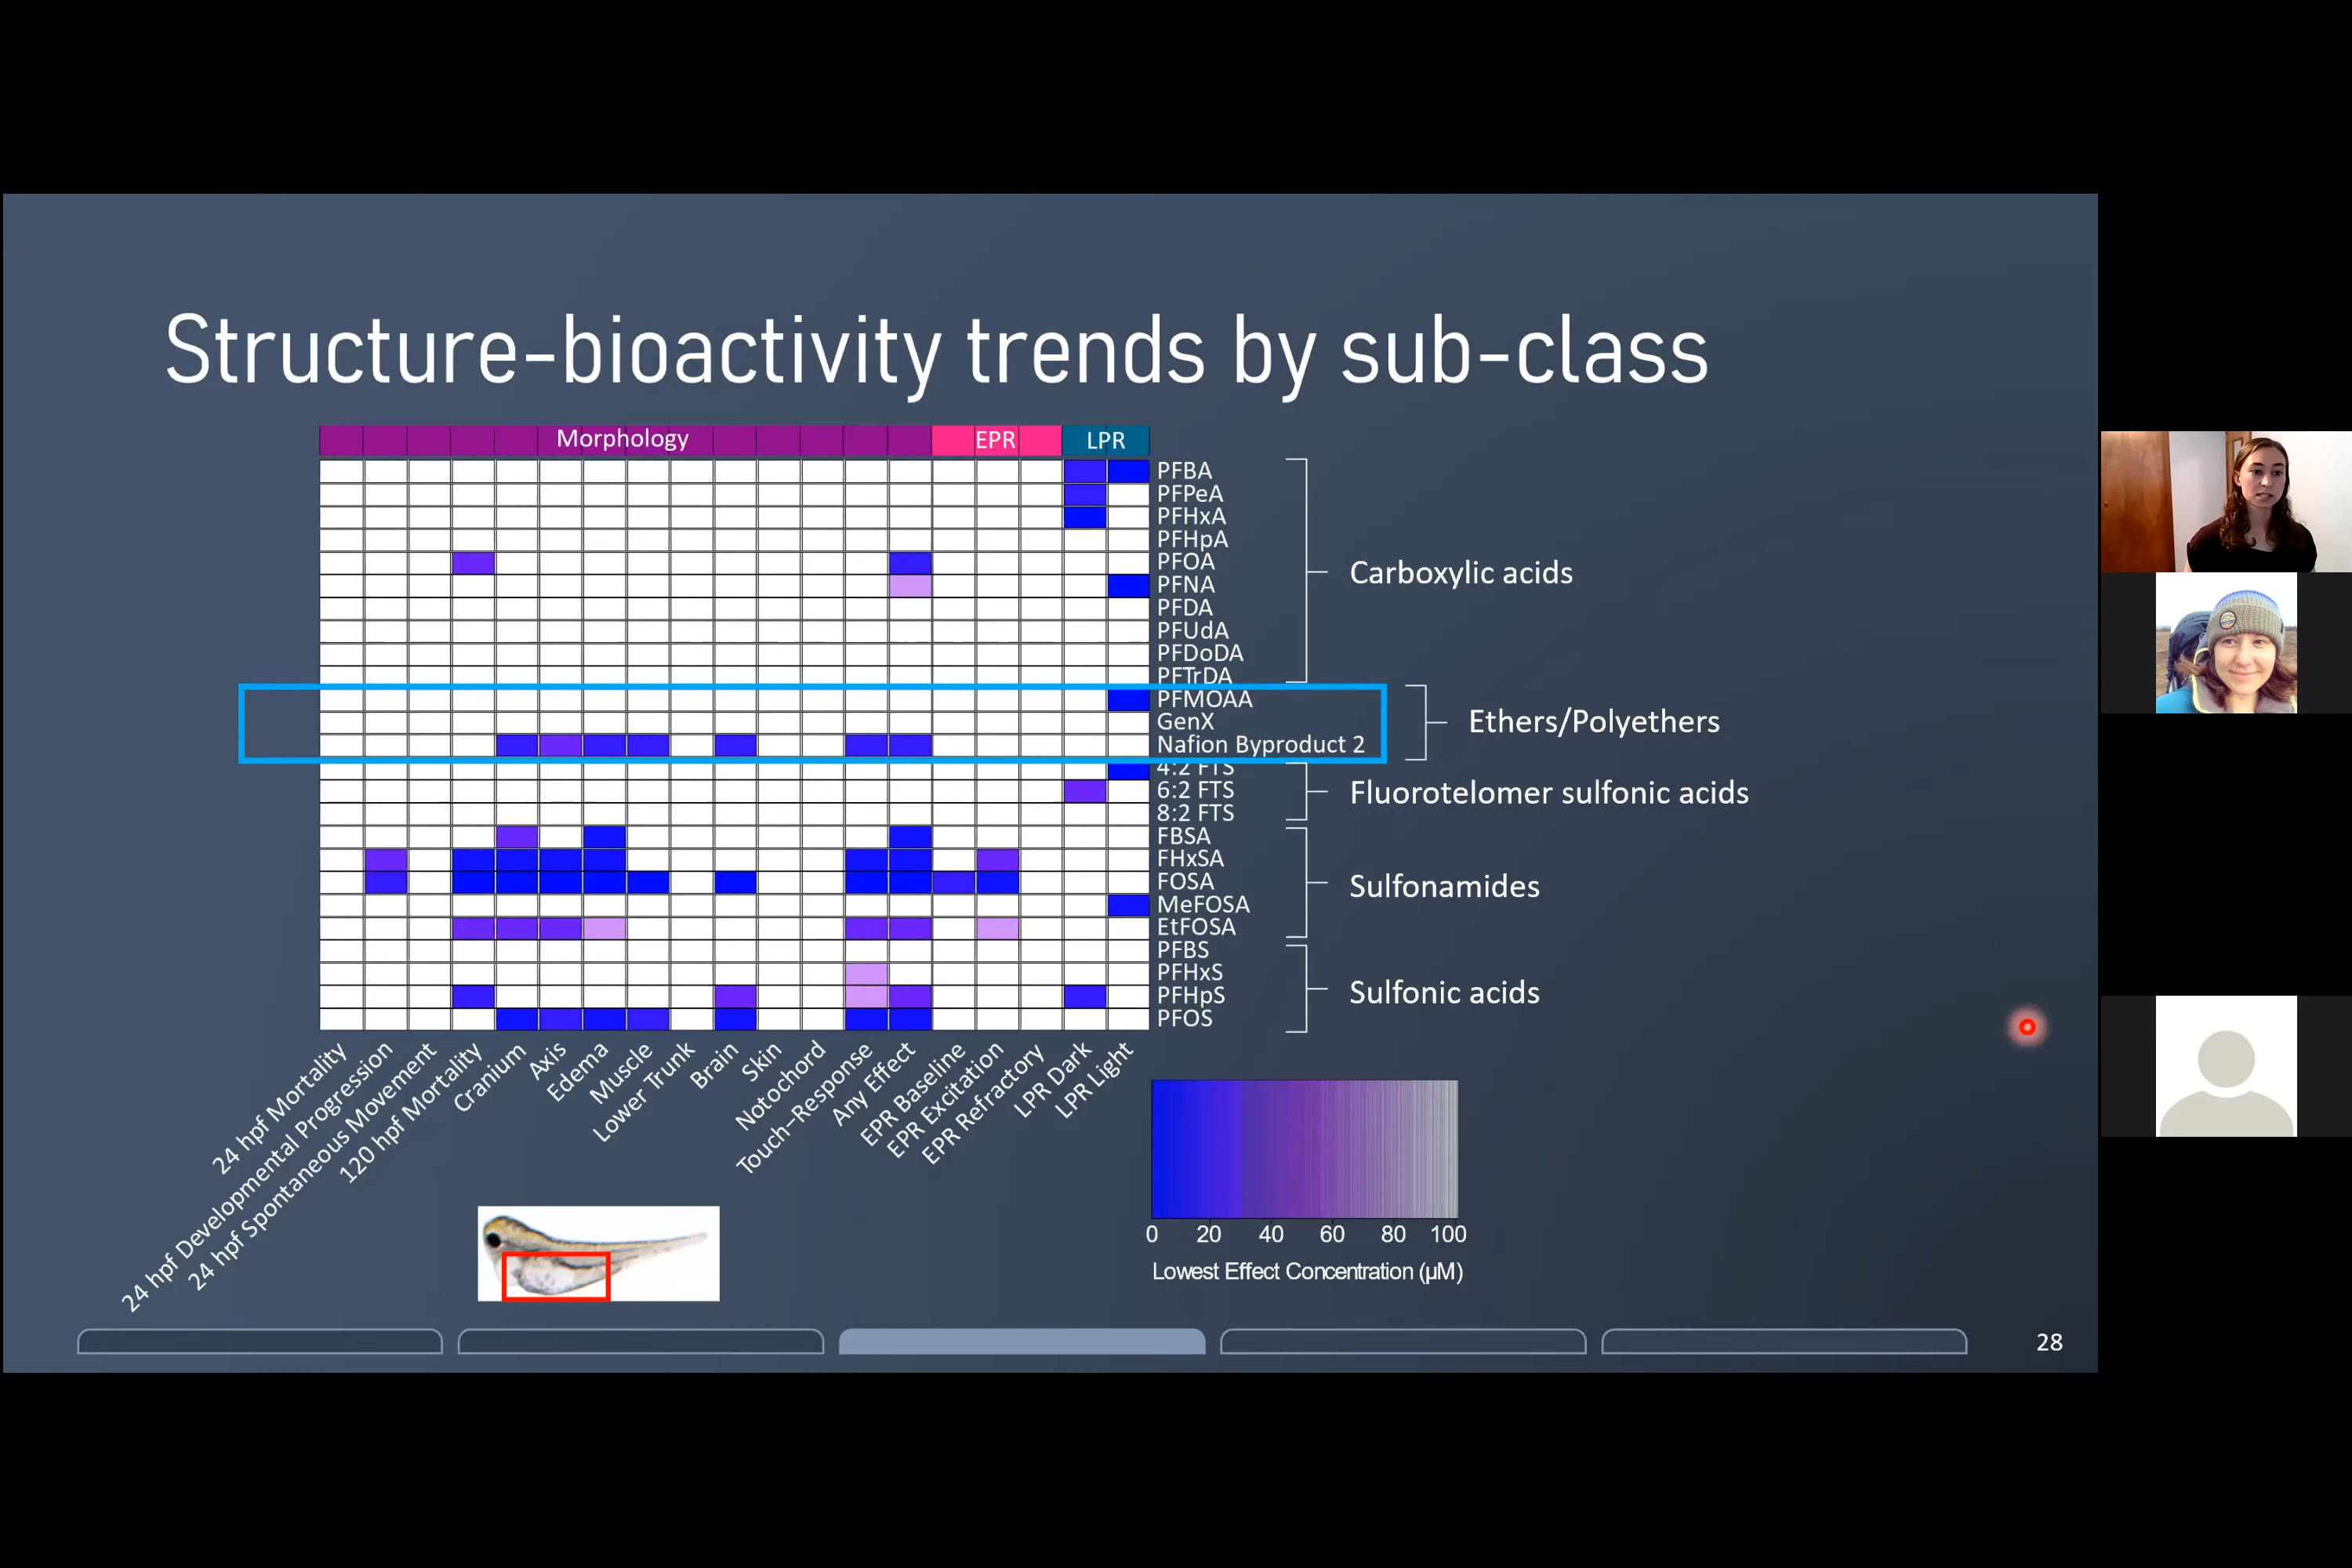 Structure-bioactivity trends by sub-class
Morphology
EPR
LPR
PFBA
PFPeA
PFHxA
PFHpA
PFOA
PFNA
PFDA
PFUdA
PFDoDA
PFTrDA
PFMOAA
GenX
Nafion Byproduct 2
4:2 FTS
6:2 FTS
8:2 FTS
FBSA
FHxSA
FOSA
MeFOSA
EtFOSA
PFBS
PFHxS
PFHpS
PFOS
Carboxylic acids
Ethers/Polyethers
Fluorotelomer sulfonic acids
Sulfonamides
Sulfonic acids
24 hpf Mortality
24 hpf Developmental Progression
24 hpf Spontaneous Movement
120 hpf Mortality
Cranium
Axis
Edema
Muscle
Lower Trunk
Brain
Skin
Notochord
Touch-Response
Any Effect
EPR Baseline
EPR Excitation
EPR Refractory
LPR Dark
LPR Light
0 20 40 60 80 100
Lowest Effect Concentration (µM)
28